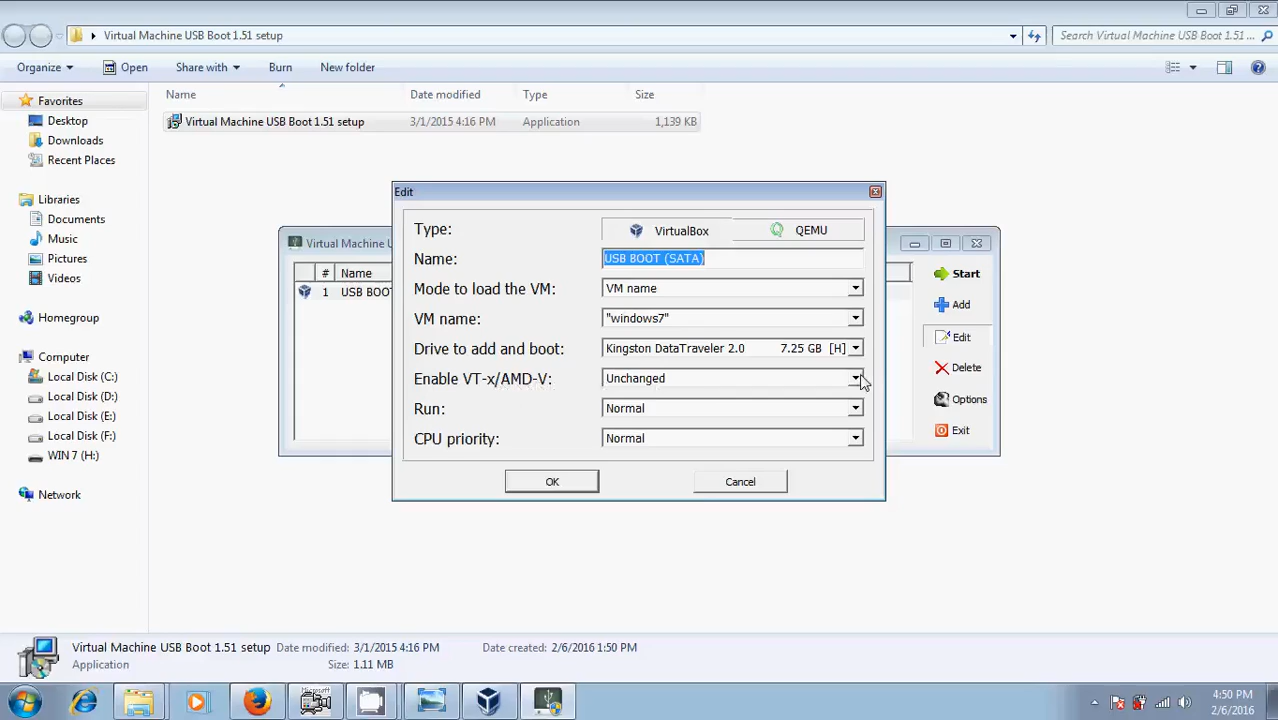 Virtual Machine USB Boot 1.51 setup
Search Virtual Machine USB Boot 1.51 ...
Organize
Open
Share with
Burn
New folder
Favorites
Desktop
Downloads
Recent Places
Libraries
Documents
Music
Pictures
Videos
Homegroup
Computer
Local Disk (C:)
Local Disk (D:)
Local Disk (E:)
Local Disk (F:)
WIN 7 (H:)
Network
Name Date modified Type Size
Virtual Machine USB Boot 1.51 setup 3/1/2015 4:16 PM Application 1,139 KB
Virtual Machine U
# Name
1 USB BOOT
Start
Add
Edit
Delete
Options
Exit
Edit
Type: VirtualBox QEMU
Name: USB BOOT (SATA)
Mode to load the VM: VM name
VM name: "windows7"
Drive to add and boot: Kingston DataTraveler 2.0 7.25 GB [H]
Enable VT-x/AMD-V: Unchanged
Run: Normal
CPU priority: Normal
OK Cancel
Virtual Machine USB Boot 1.51 setup Date modified: 3/1/2015 4:16 PM Date created: 2/6/2016 1:50 PM
Application Size: 1.11 MB
4:50 PM
2/6/2016